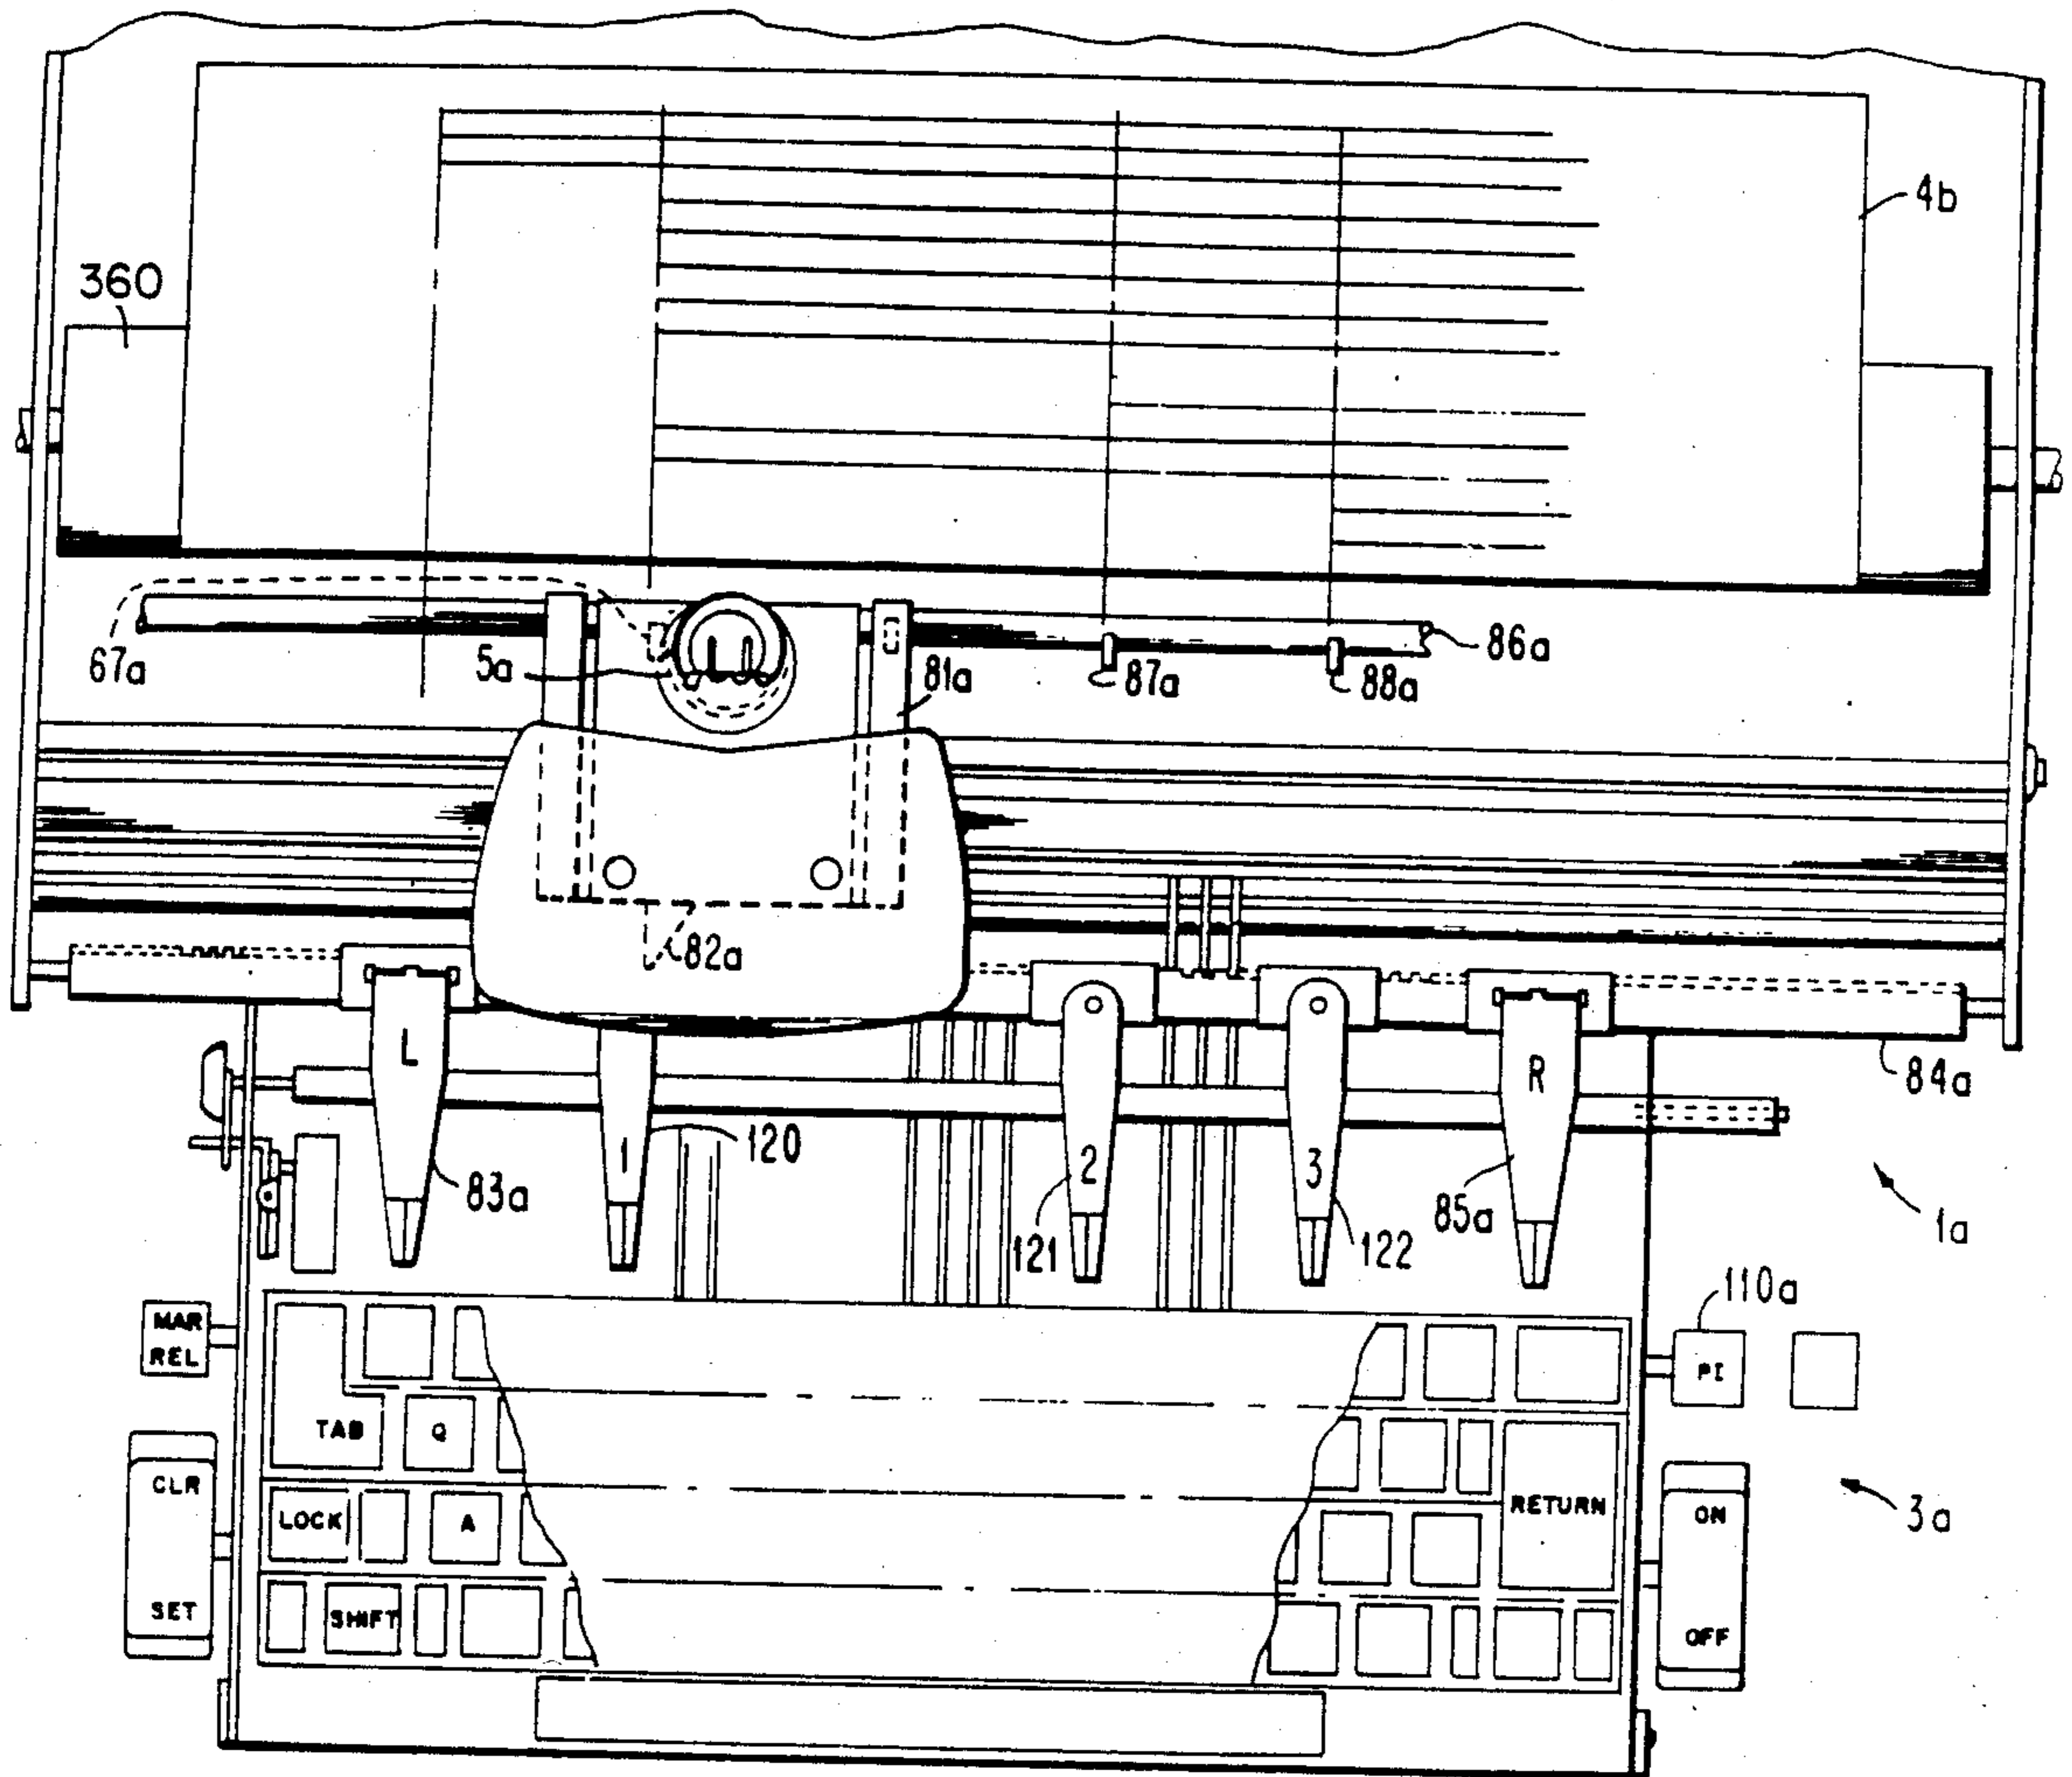 4b
360
67a
5a
81a
87a
88a
86a
82a
L
R
84a
1
120
2
3
83a
85a
121
122
1a
110a
MAR
REL
PI
TAB
Q
CLR
LOCK
A
RETURN
ON
3a
SET
SHIFT
OFF